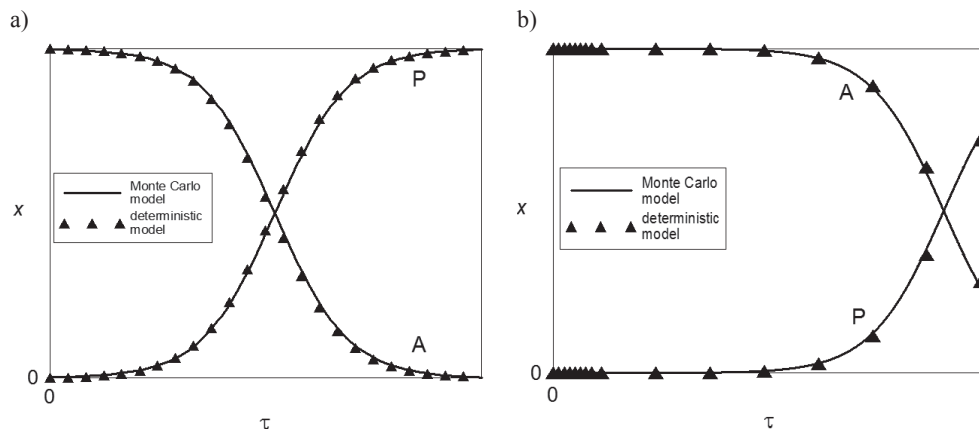 a)
P
Monte Carlo
model
deterministic
model
x
A
0
0
τ
b)
A
Monte Carlo
model
deterministic
model
x
P
0
0
τ